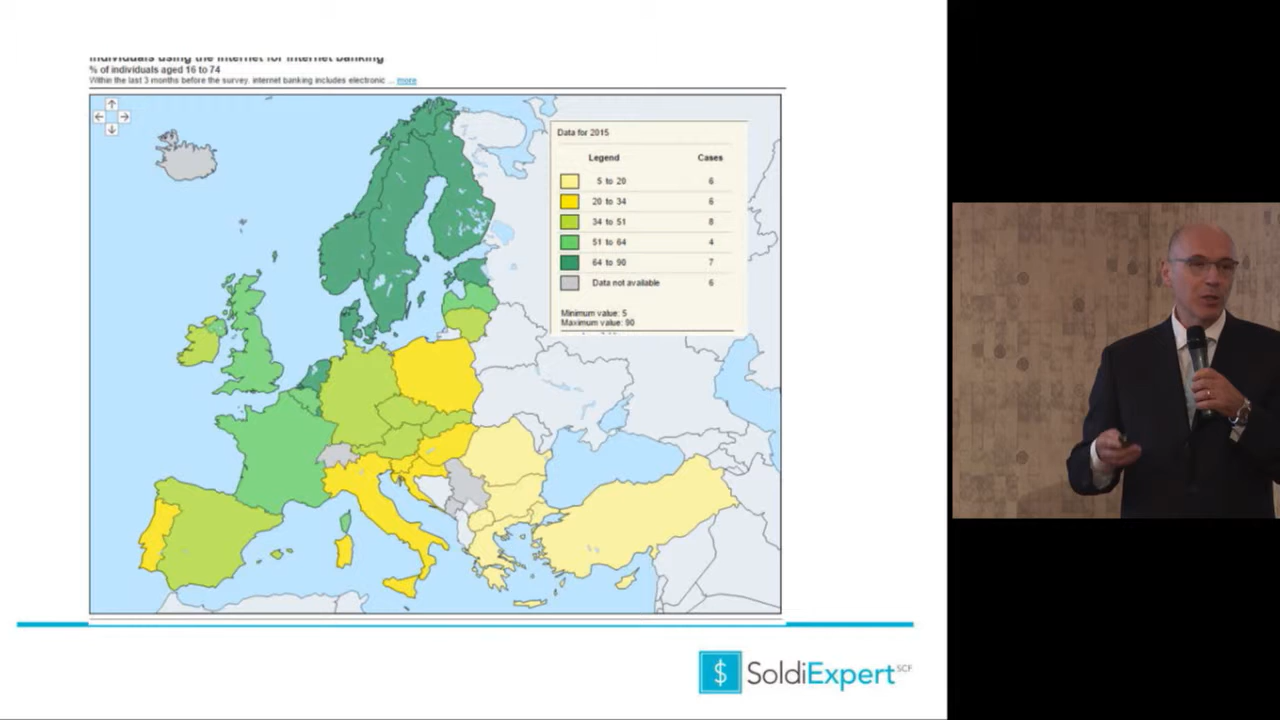 Individuals using the Internet for internet banking
% of individuals aged 16 to 74
Within the last 3 months before the survey. internet banking includes electronic ... more
Data for 2015
Legend Cases
5 to 20 6
20 to 34 6
34 to 51 8
51 to 64 4
64 to 90 7
Data not available 6
Minimum value: 5
Maximum value: 90
$ SoldiExpert SCF